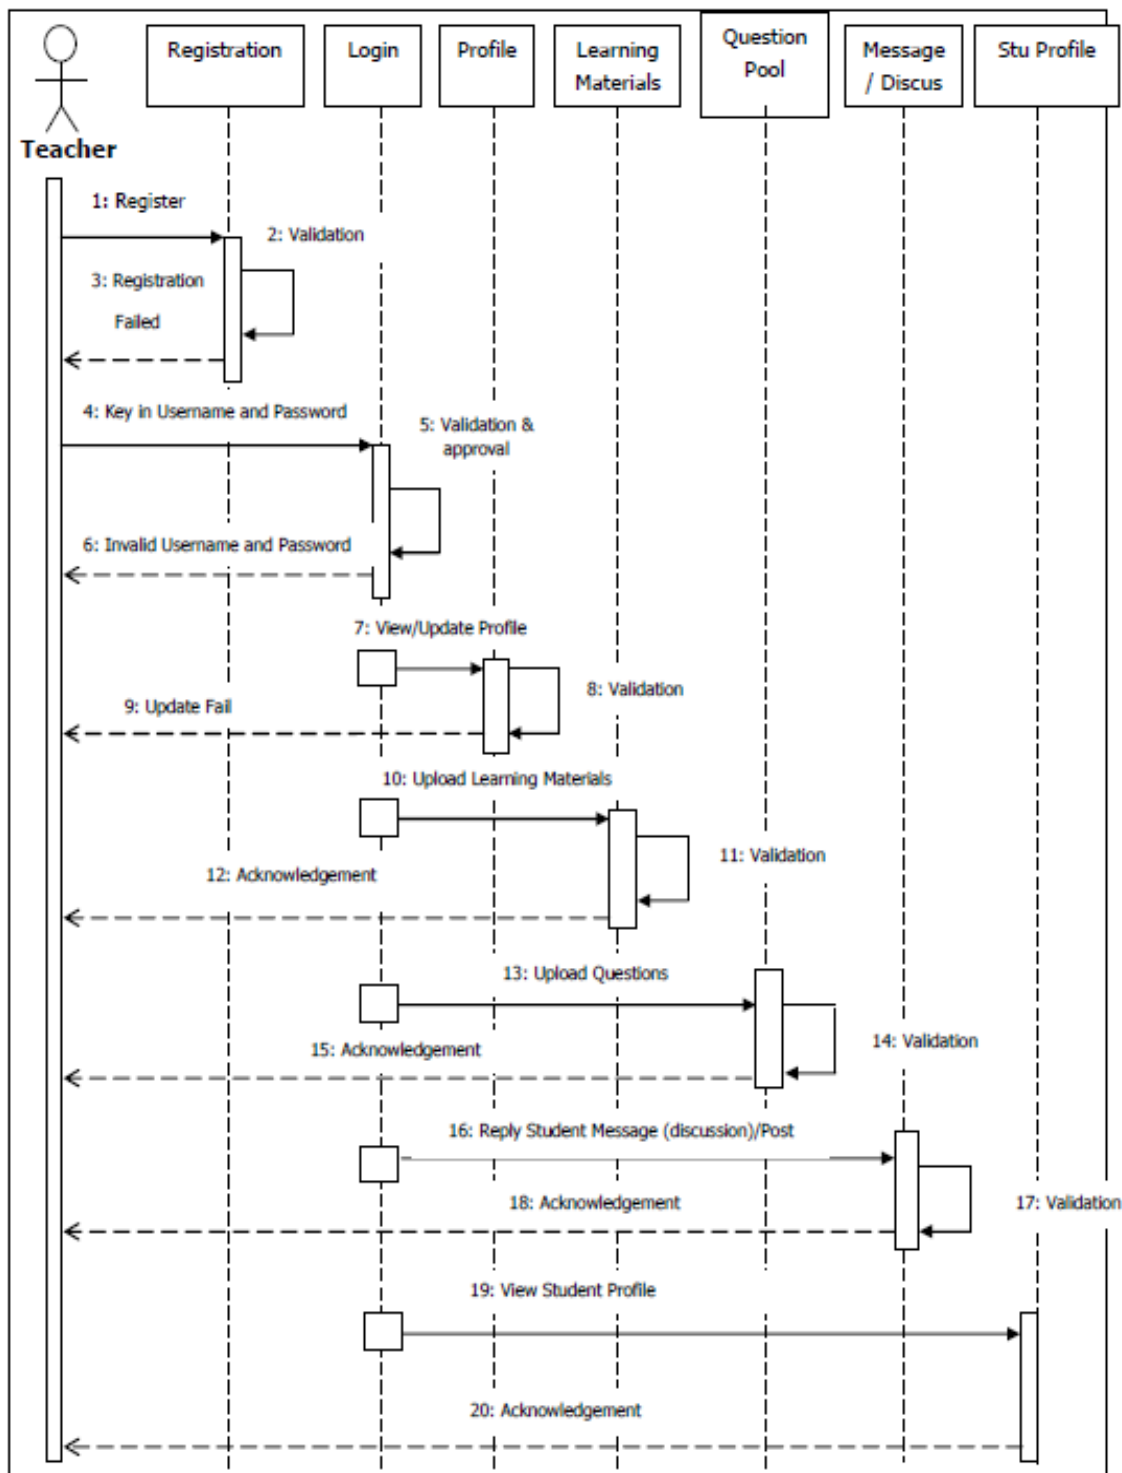 Registration
Login
Profile
Learning
Materials
Question
Pool
Message
/ Discus
Stu Profile
Teacher
1: Register
2: Validation
3: Registration
Failed
4: Key in Username and Password
5: Validation &
approval
6: Invalid Username and Password
7: View/Update Profile
8: Validation
9: Update Fail
10: Upload Learning Materials
11: Validation
12: Acknowledgement
13: Upload Questions
14: Validation
15: Acknowledgement
16: Reply Student Message (discussion)/Post
17: Validation
18: Acknowledgement
19: View Student Profile
20: Acknowledgement